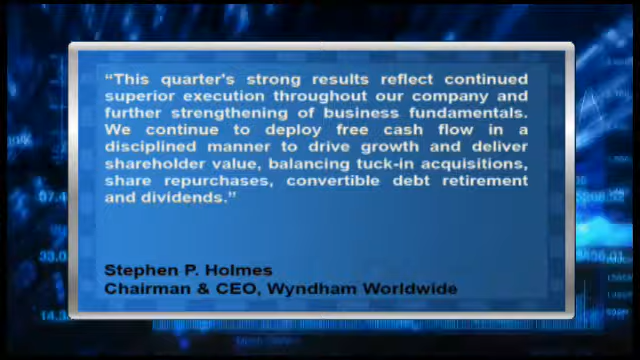 “This quarter's strong results reflect continued
superior execution throughout our company and
further strengthening of business fundamentals.
We continue to deploy free cash flow in a
disciplined manner to drive growth and deliver
shareholder value, balancing tuck-in acquisitions,
share repurchases, convertible debt retirement
and dividends.”
Stephen P. Holmes
Chairman & CEO, Wyndham Worldwide